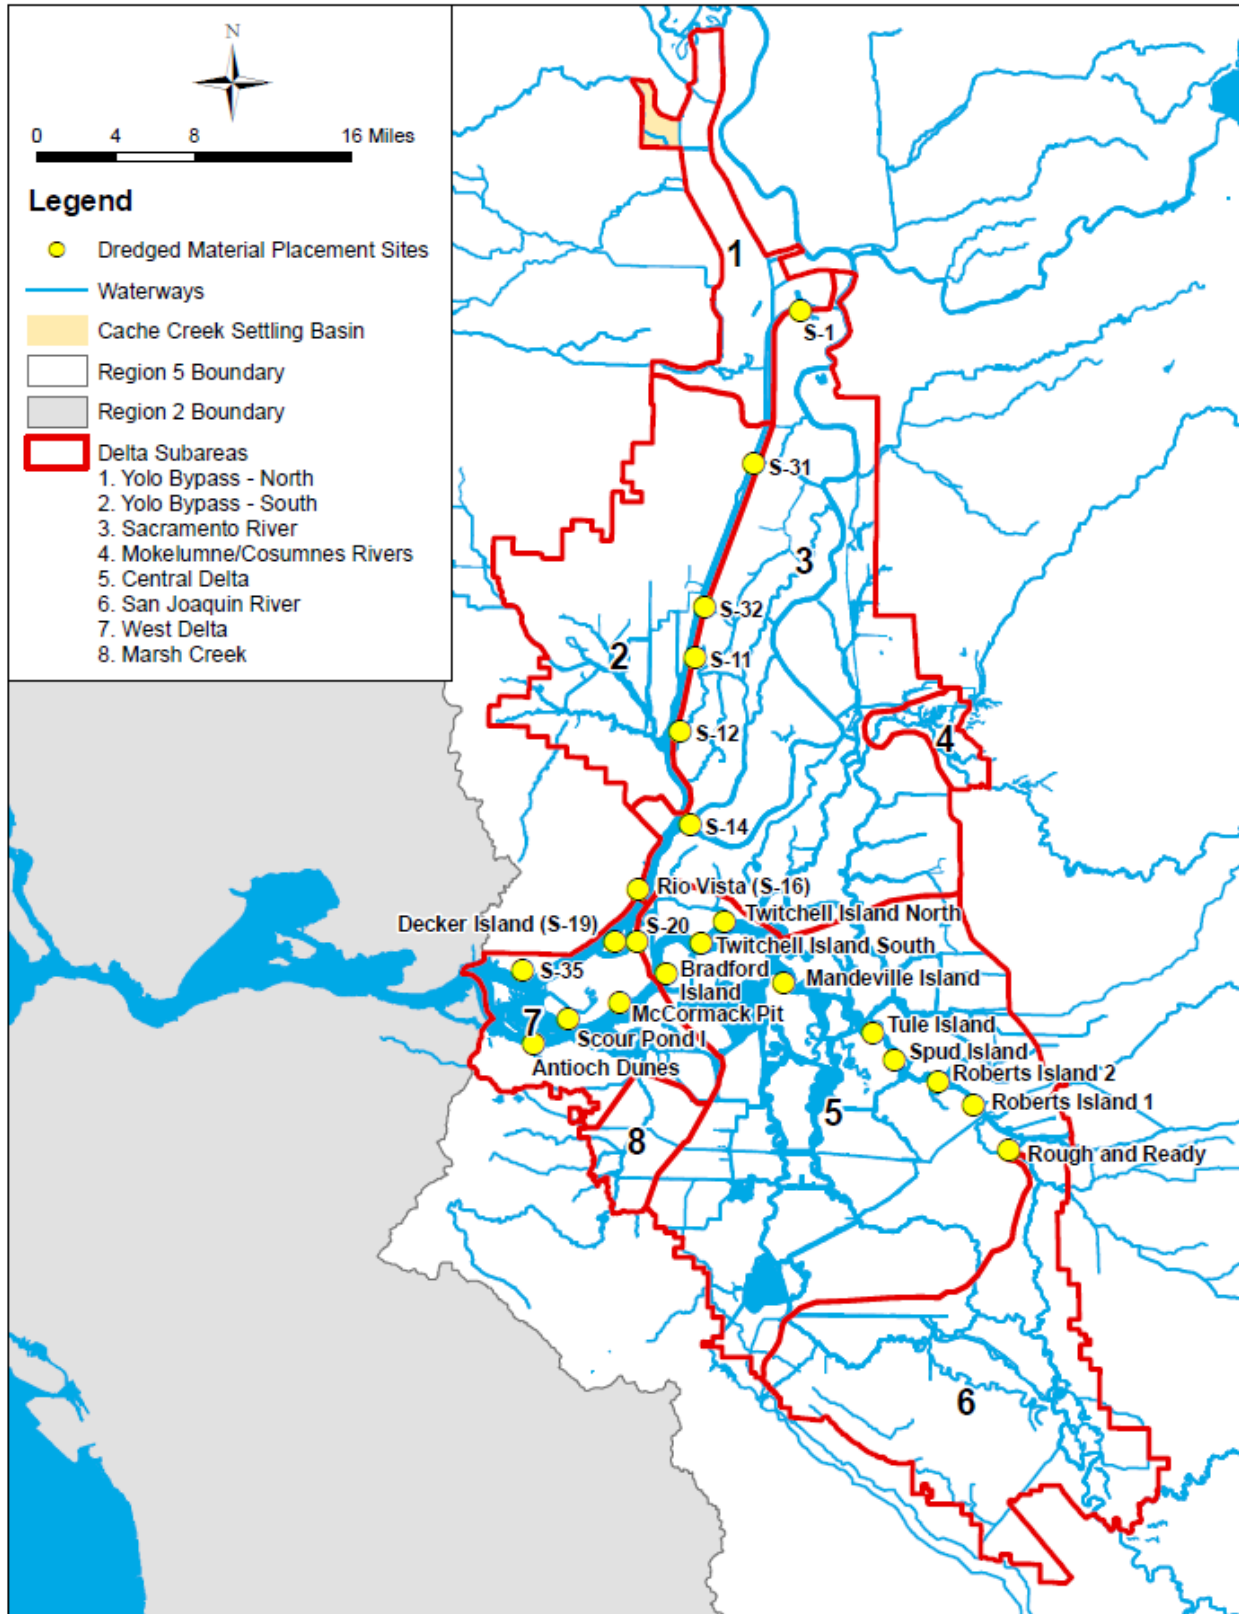 N
0 4 8 16 Miles
Legend
Dredged Material Placement Sites
Waterways
Cache Creek Settling Basin
Region 5 Boundary
Region 2 Boundary
Delta Subareas
1. Yolo Bypass - North
2. Yolo Bypass - South
3. Sacramento River
4. Mokelumne/Cosumnes Rivers
5. Central Delta
6. San Joaquin River
7. West Delta
8. Marsh Creek
1
S-1
S-31
3
S-32
2
S-11
S-12
4
S-14
Rio Vista (S-16)
Twitchell Island North
Decker Island (S-19)
S-20
Twitchell Island South
S-35
Bradford
Island
Mandeville Island
McCormack Pit
7
Scour Pond I
Tule Island
Antioch Dunes
Spud Island
Roberts Island 2
Roberts Island 1
5
8
Rough and Ready
6